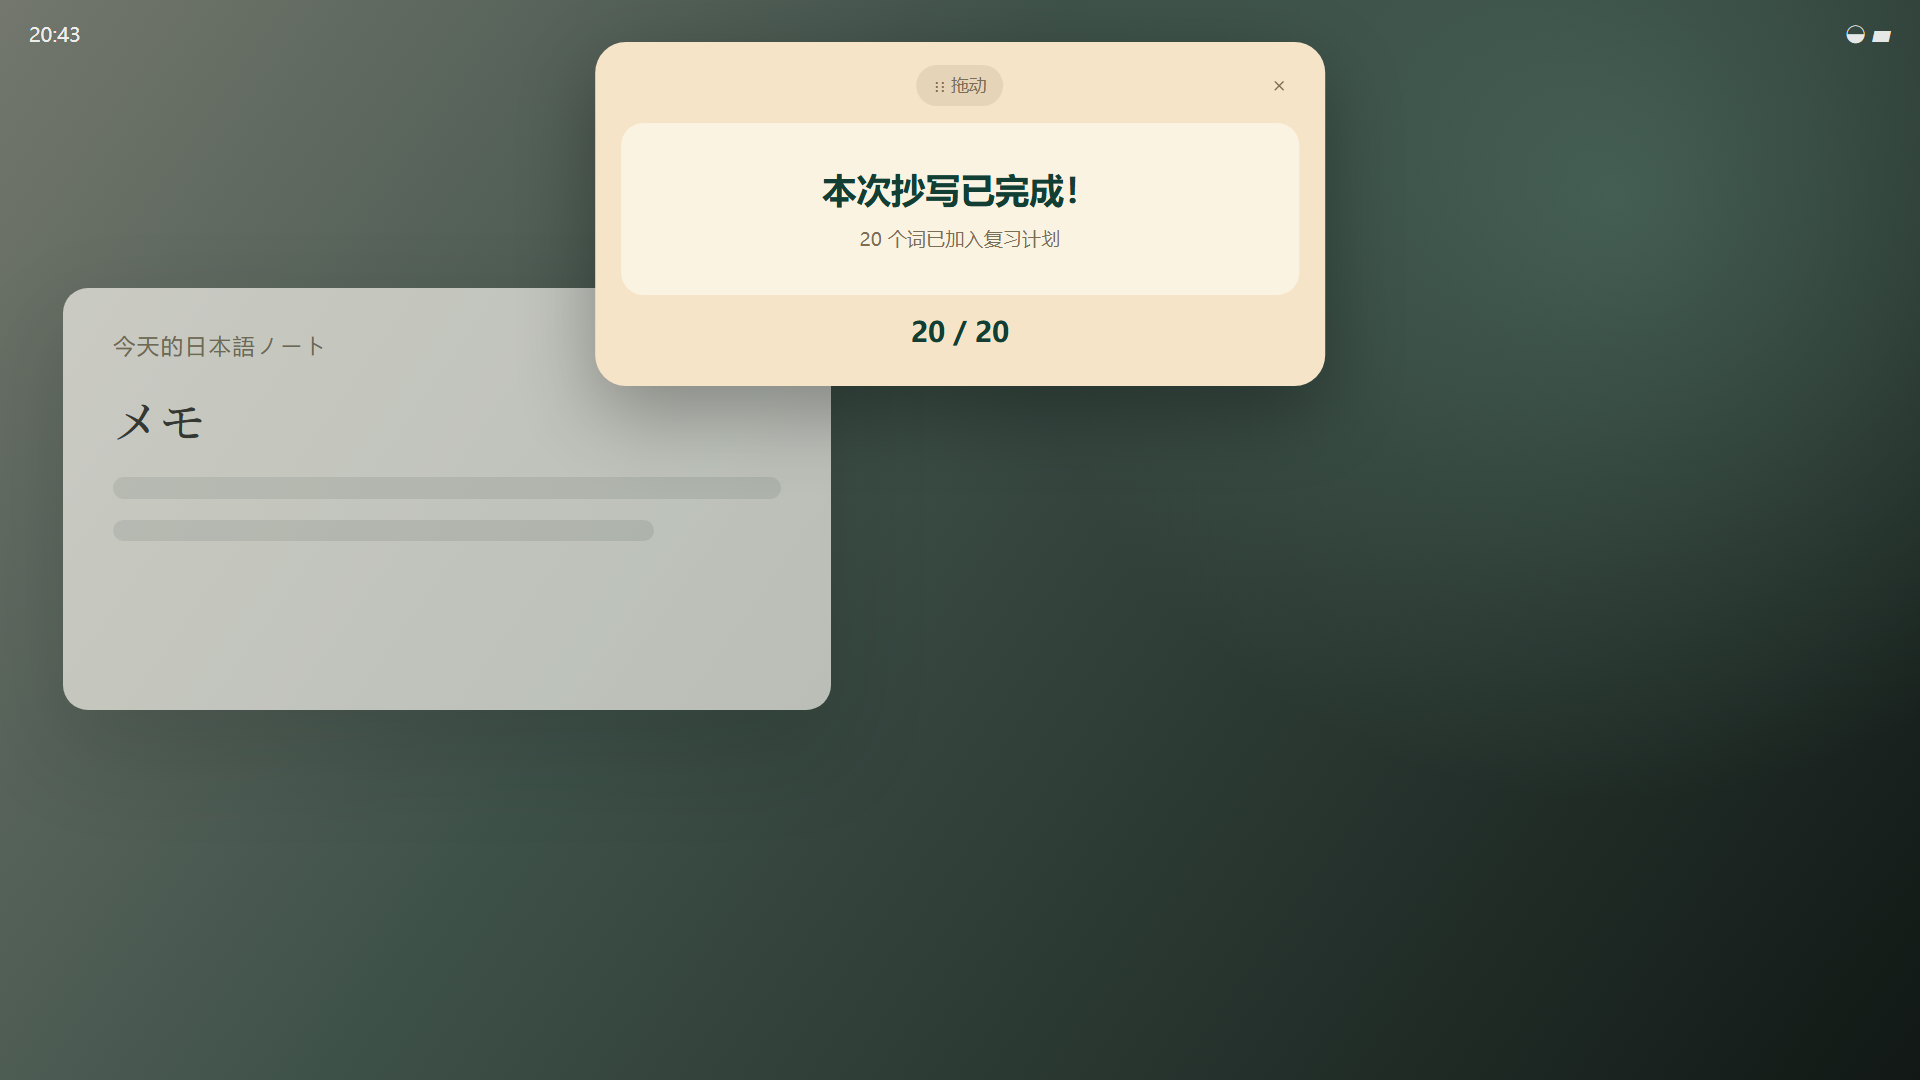 20:43
拖动
×
本次抄写已完成！
20 个词已加入复习计划
20 / 20
今天的日本語ノート
メモ